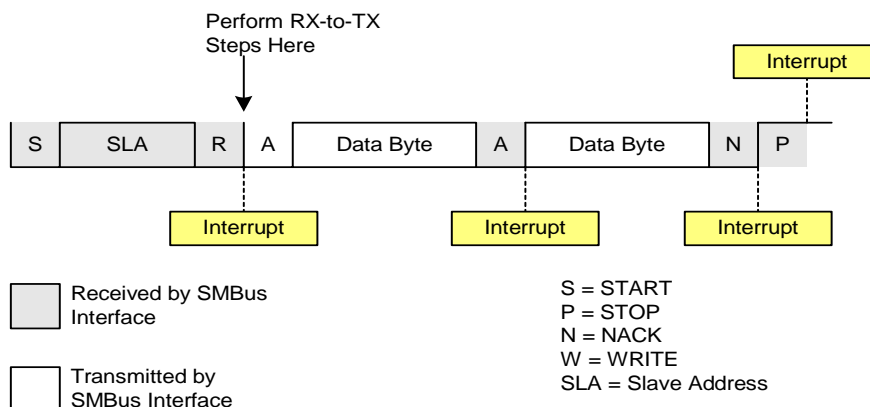 Perform RX-to-TX
Steps Here
Interrupt
S SLA R A Data Byte A Data Byte N P
Interrupt Interrupt Interrupt
Received by SMBus
Interface
Transmitted by
SMBus Interface
S = START
P = STOP
N = NACK
W = WRITE
SLA = Slave Address